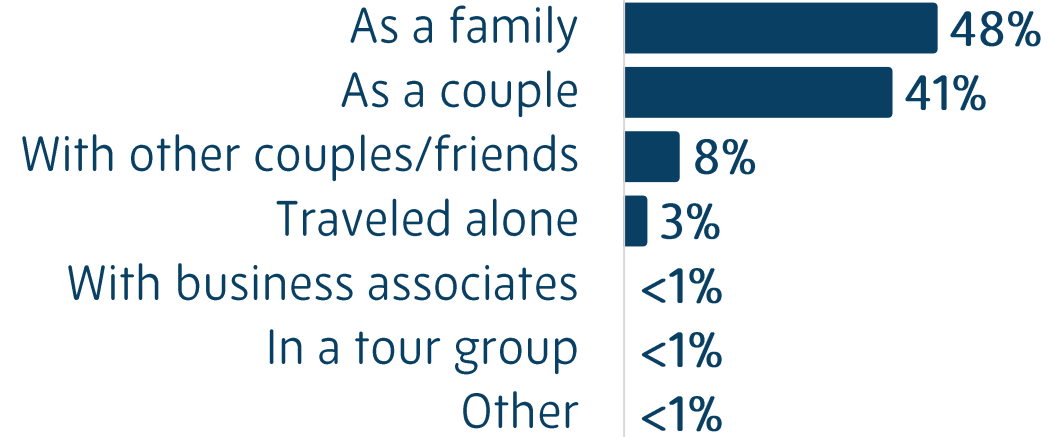 As a family 48%
As a couple 41%
With other couples/friends 8%
Traveled alone 3%
With business associates <1%
In a tour group <1%
Other <1%